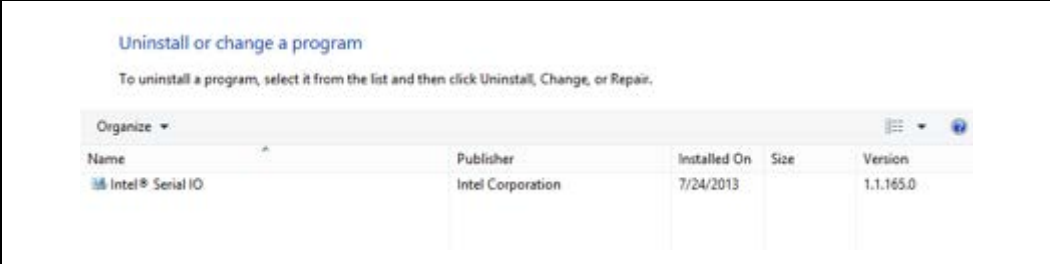 Uninstall or change a program
To uninstall a program, select it from the list and then click Uninstall, Change, or Repair.
Organize
Name Publisher Installed On Size Version
Intel® Serial IO Intel Corporation 7/24/2013 1.1.165.0